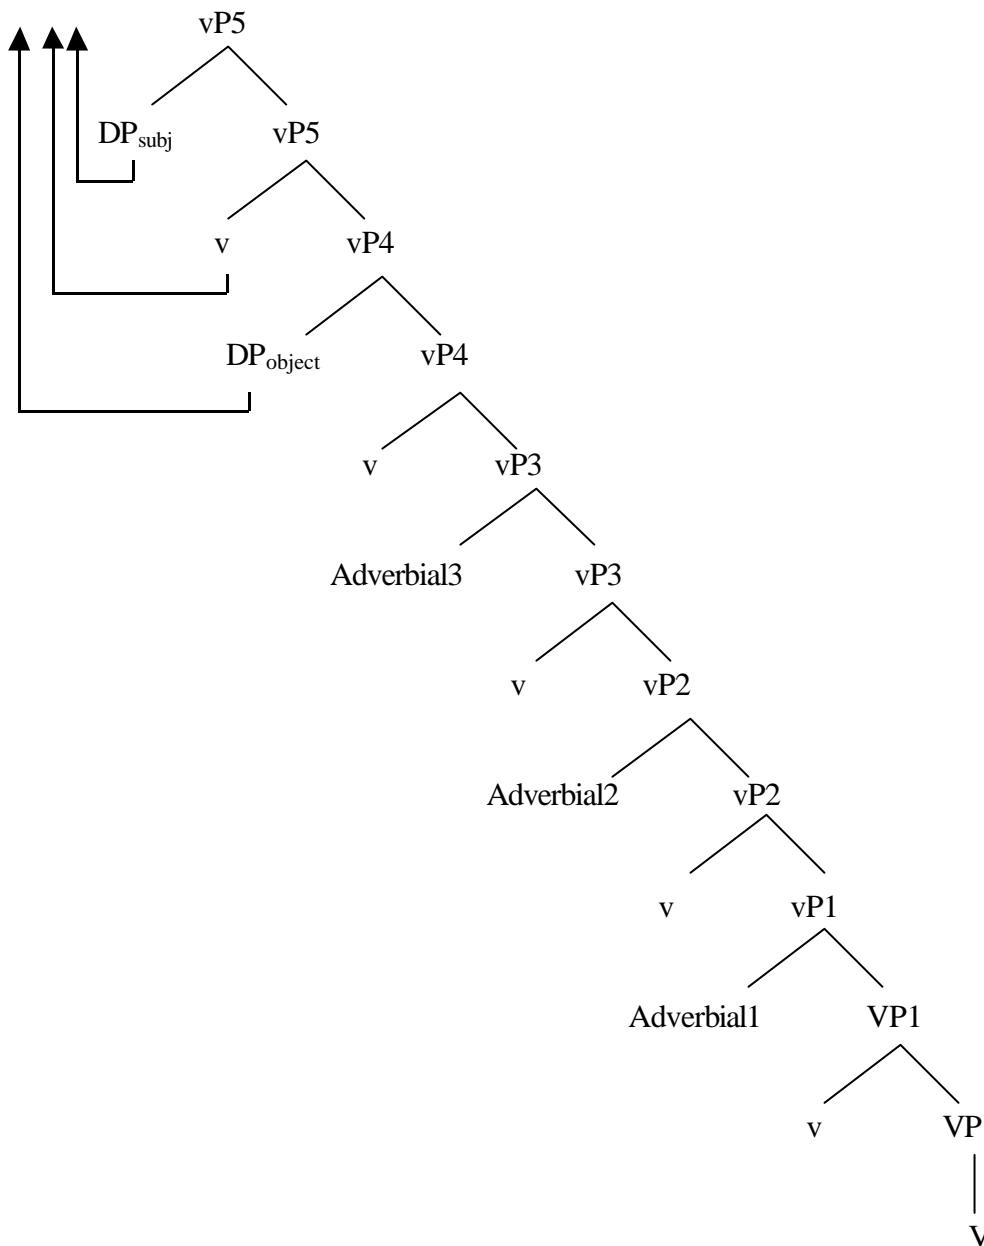 vP5
DPsubj vP5
v vP4
DPobject vP4
v vP3
Adverbial3 vP3
v vP2
Adverbial2 vP2
v vP1
Adverbial1 VP1
v VP
V